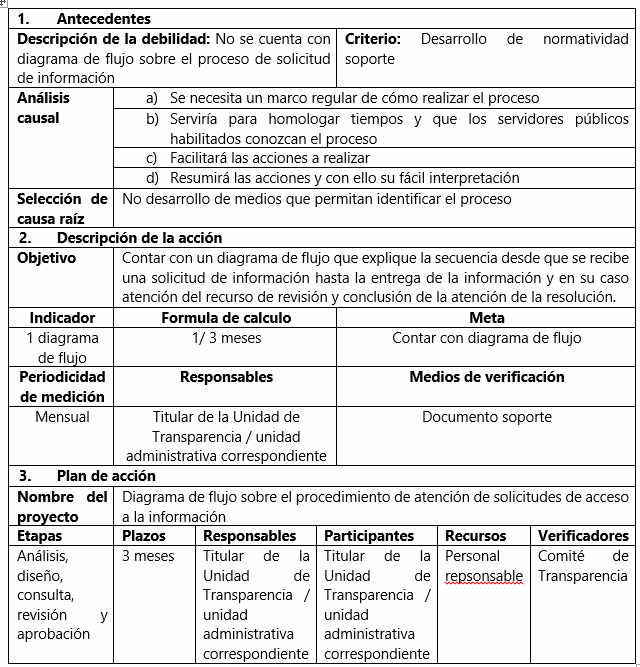 1. Antecedentes
Descripción de la debilidad: No se cuenta con
diagrama de flujo sobre el proceso de solicitud
de información
Criterio: Desarrollo de normatividad
soporte
Análisis
causal
a) Se necesita un marco regular de cómo realizar el proceso
b) Serviría para homologar tiempos y que los servidores públicos
habilitados conozcan el proceso
c) Facilitará las acciones a realizar
d) Resumirá las acciones y con ello su fácil interpretación
Selección de
causa raíz
No desarrollo de medios que permitan identificar el proceso
2. Descripción de la acción
Objetivo
Contar con un diagrama de flujo que explique la secuencia desde que se recibe
una solicitud de información hasta la entrega de la información y en su caso
atención del recurso de revisión y conclusión de la atención de la resolución.
Indicador
Formula de calculo
Meta
1 diagrama
de flujo
1/ 3 meses
Contar con diagrama de flujo
Periodicidad
de medición
Responsables
Medios de verificación
Mensual
Titular de la Unidad de
Transparencia / unidad
administrativa correspondiente
Documento soporte
3. Plan de acción
Nombre del
proyecto
Diagrama de flujo sobre el procedimiento de atención de solicitudes de acceso
a la información
Etapas
Plazos
Responsables
Participantes
Recursos
Verificadores
Análisis,
diseño,
consulta,
revisión y
aprobación
3 meses
Titular de la
Unidad de
Transparencia /
unidad
administrativa
correspondiente
Titular de la
Unidad de
Transparencia /
unidad
administrativa
correspondiente
Personal
repsonsable
Comité de
Transparencia